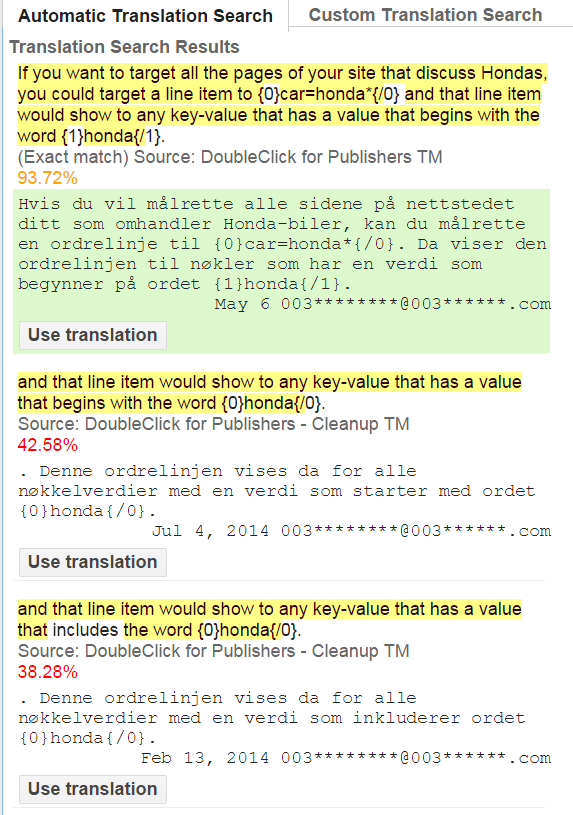 Automatic Translation Search
Custom Translation Search
Translation Search Results
If you want to target all the pages of your site that discuss Hondas,
you could target a line item to {0}car=honda*{/0} and that line item
would show to any key-value that has a value that begins with the
word {1}honda{/1}.
(Exact match) Source: DoubleClick for Publishers TM
93.72%
Hvis du vil målrette alle sidene på nettstedet
ditt som omhandler Honda-biler, kan du målrette
en ordrelinje til {0}car=honda*{/0}. Da viser den
ordrelinjen til nøkler som har en verdi som
begynner på ordet {1}honda{/1}.
May 6 003********@003******.com
Use translation
and that line item would show to any key-value that has a value
that begins with the word {0}honda{/0}.
Source: DoubleClick for Publishers - Cleanup TM
42.58%
. Denne ordrelinjen vises da for alle
nøkkelverdier med en verdi som starter med ordet
{0}honda{/0}.
Jul 4, 2014 003********@003******.com
Use translation
and that line item would show to any key-value that has a value
that includes the word {0}honda{/0}.
Source: DoubleClick for Publishers - Cleanup TM
38.28%
. Denne ordrelinjen vises da for alle
nøkkelverdier med en verdi som inkluderer ordet
{0}honda{/0}.
Feb 13, 2014 003********@003******.com
Use translation